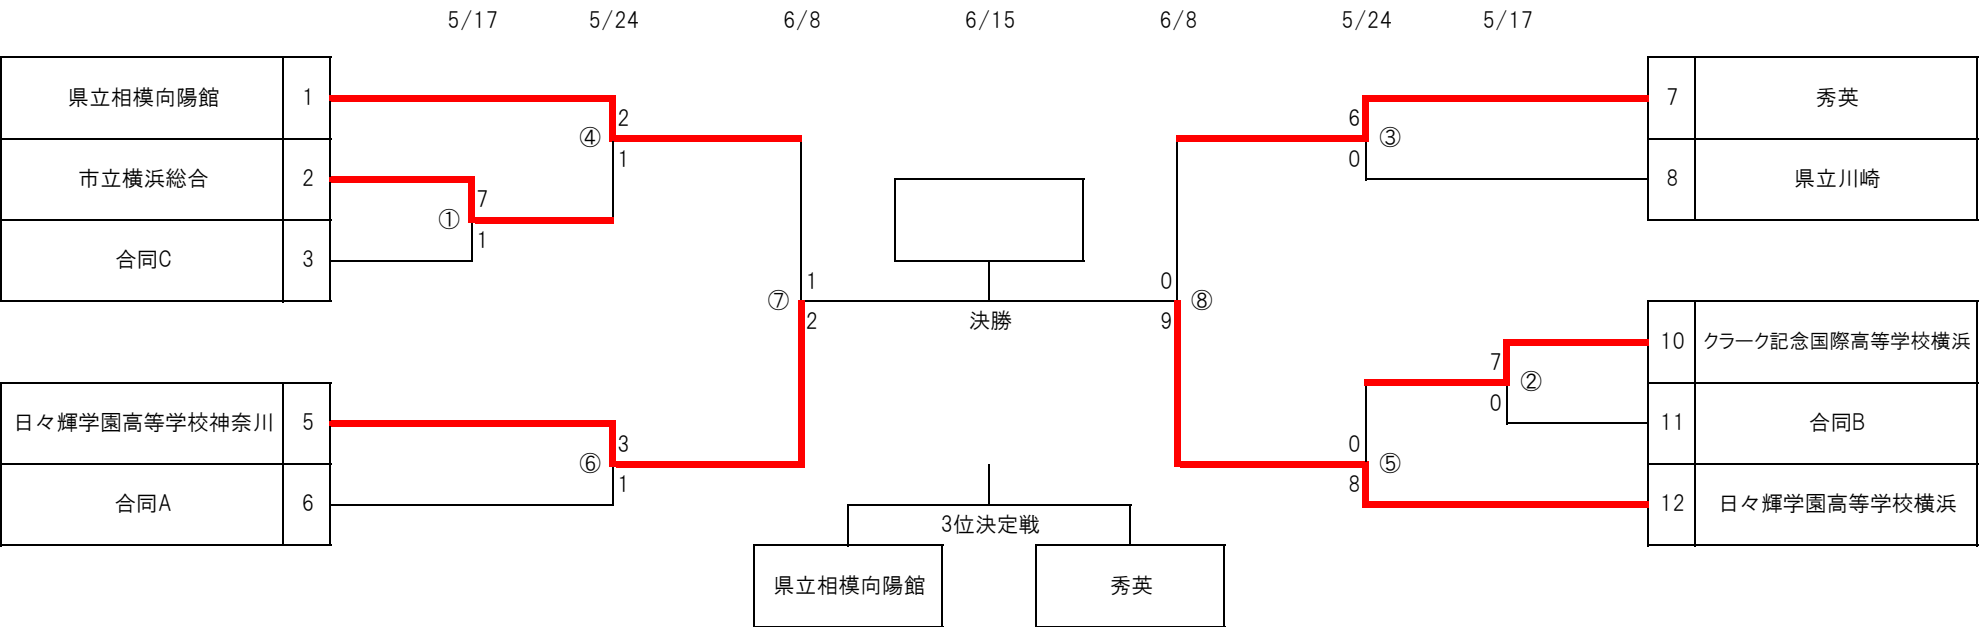 5/17 5/24 6/8 6/15 6/8 5/24 5/17
県立相模向陽館 1
2
④
1
市立横浜総合 2
7
①
1
合同C 3
1
⑦
2
日々輝学園高等学校神奈川 5
3
⑥
1
合同A 6
決勝
3位決定戦
県立相模向陽館
秀英
7 秀英
6
③
0
8 県立川崎
0
⑧
9
10 クラーク記念国際高等学校横浜
7
②
0
11 合同B
0
⑤
8
12 日々輝学園高等学校横浜